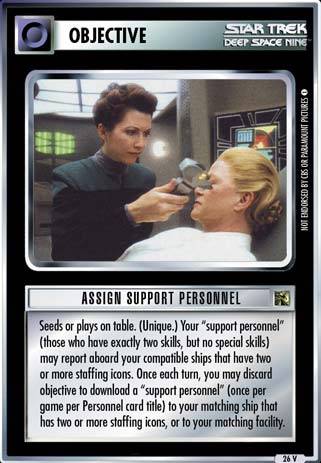 OBJECTIVE
STAR TREK
DEEP SPACE NINE™
NOT ENDORSED BY CBS OR PARAMOUNT PICTURES
ASSIGN SUPPORT PERSONNEL
Seeds or plays on table. (Unique.) Your “support personnel”
(those who have exactly two skills, but no special skills)
may report aboard your compatible ships that have two
or more staffing icons. Once each turn, you may discard
objective to download a “support personnel” (once per
game per Personnel card title) to your matching ship that
has two or more staffing icons, or to your matching facility.
26 V